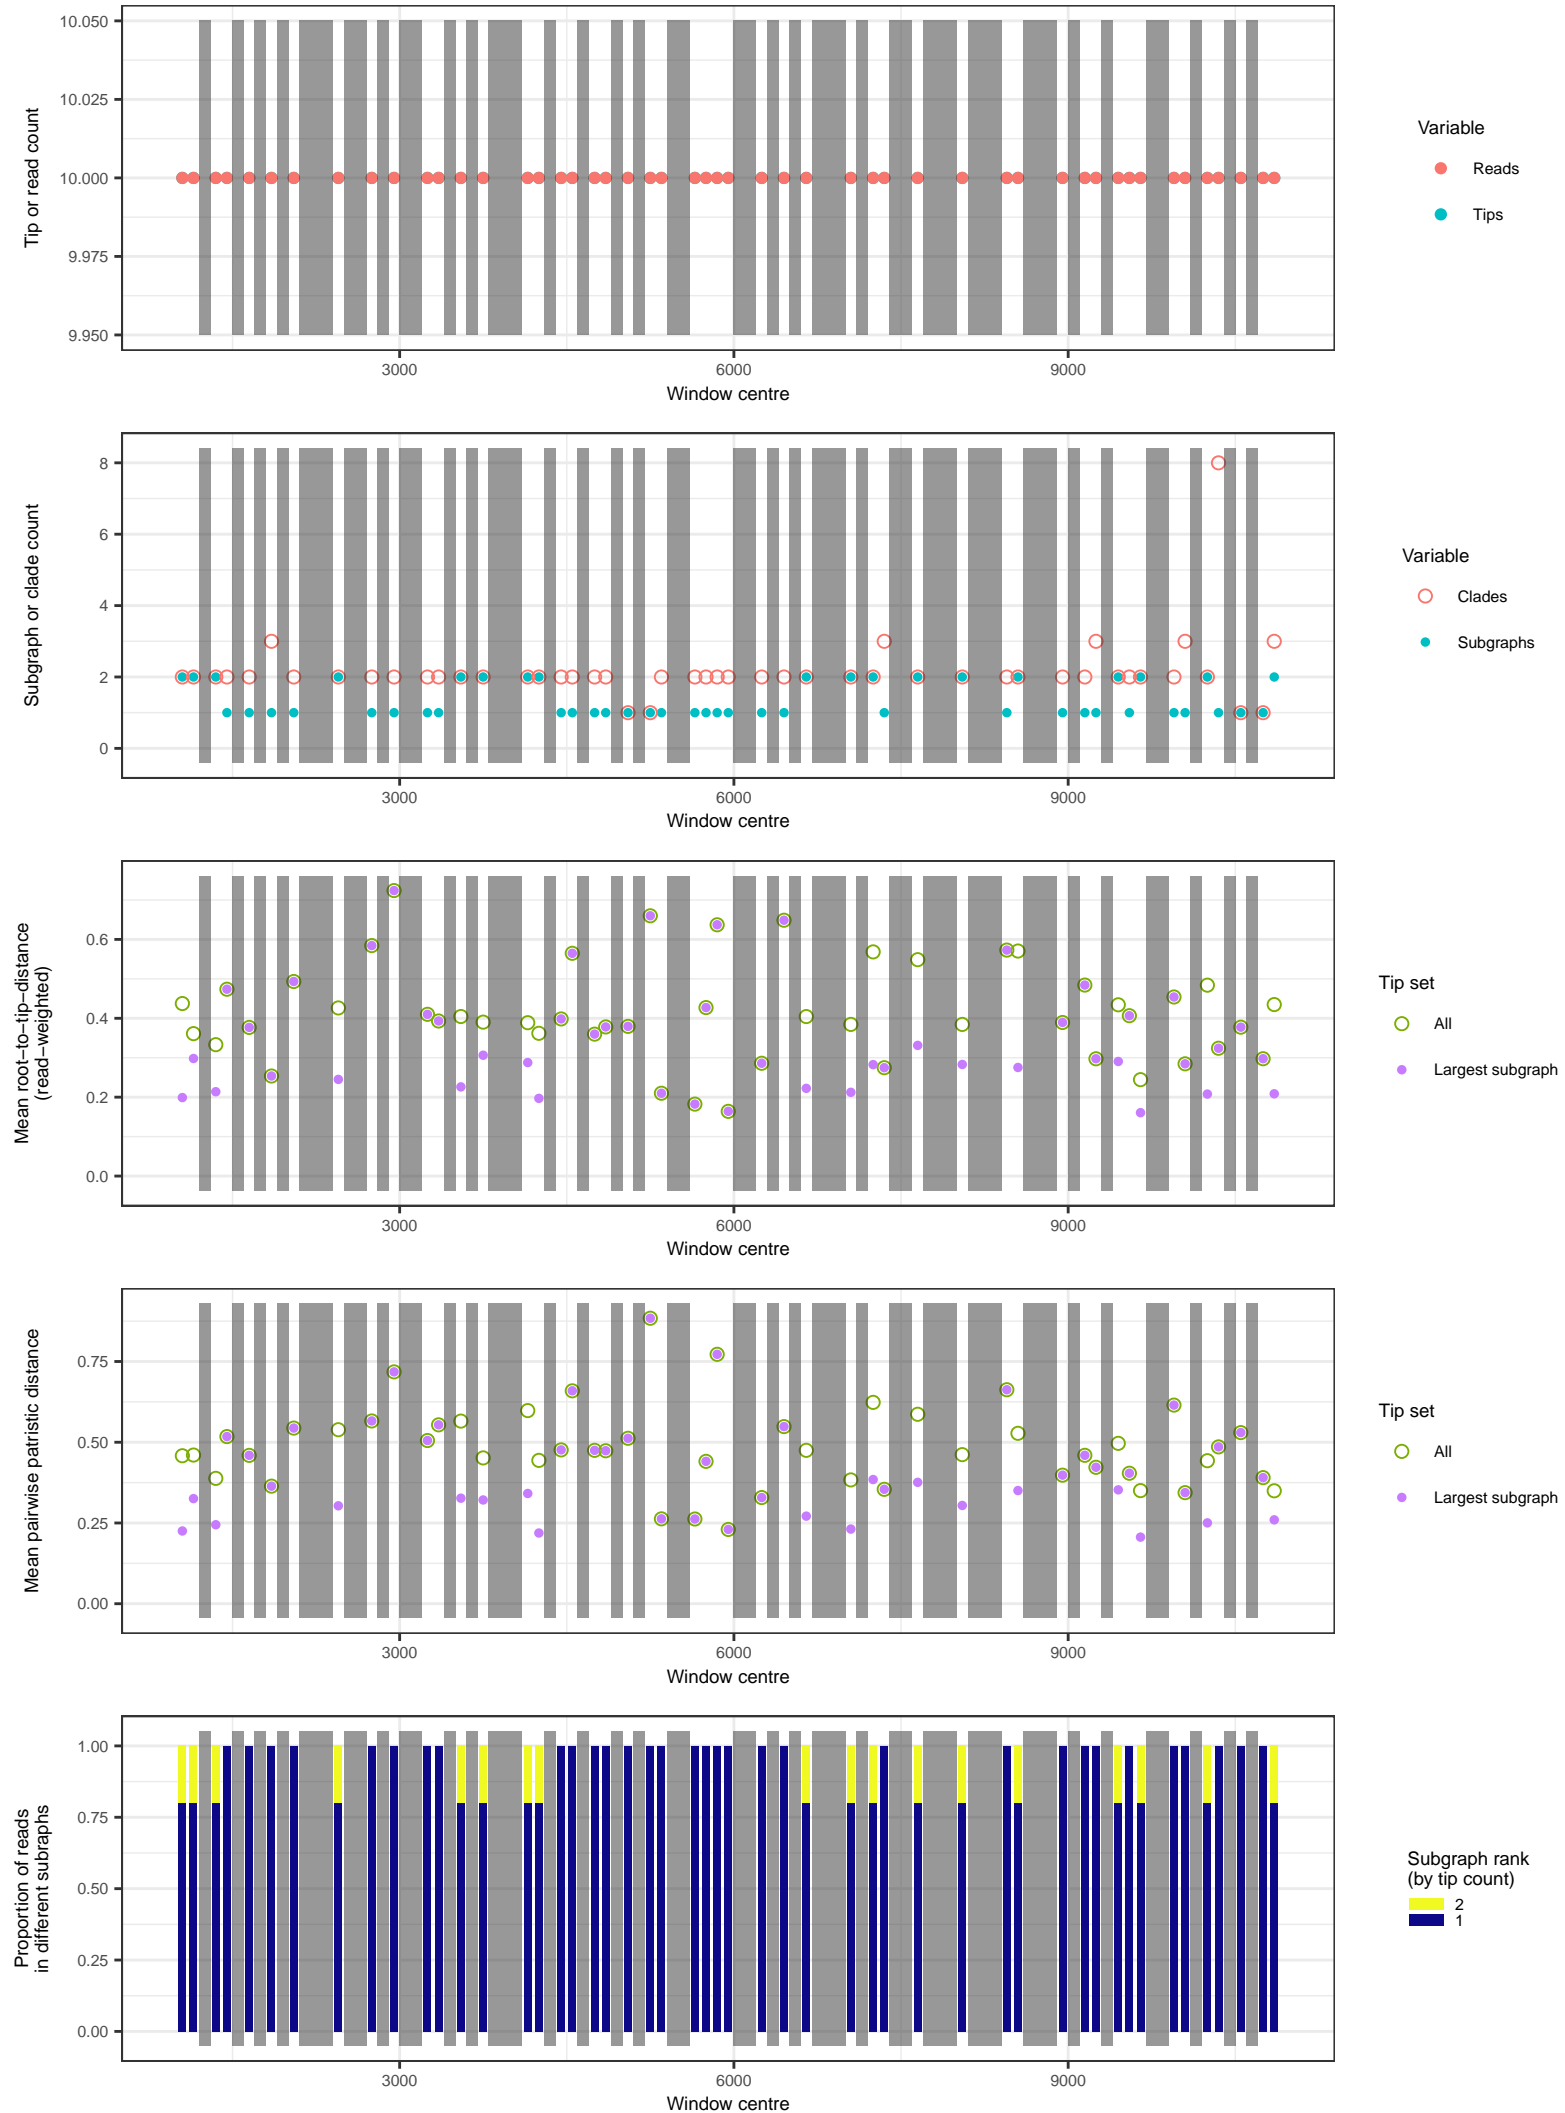 Tip or read count
10.050
10.025
10.000
9.975
9.950
3000 6000 9000
Window centre
Variable
Reads
Tips
Subgraph or clade count
8
6
4
2
0
3000 6000 9000
Window centre
Variable
Clades
Subgraphs
Mean root−to−tip−distance
(read−weighted)
0.6
0.4
0.2
0.0
3000 6000 9000
Window centre
Tip set
All
Largest subgraph
Mean pairwise patristic distance
0.75
0.50
0.25
0.00
3000 6000 9000
Window centre
Tip set
All
Largest subgraph
Proportion of reads
in different subraphs
1.00
0.75
0.50
0.25
0.00
3000 6000 9000
Window centre
Subgraph rank
(by tip count)
2
1